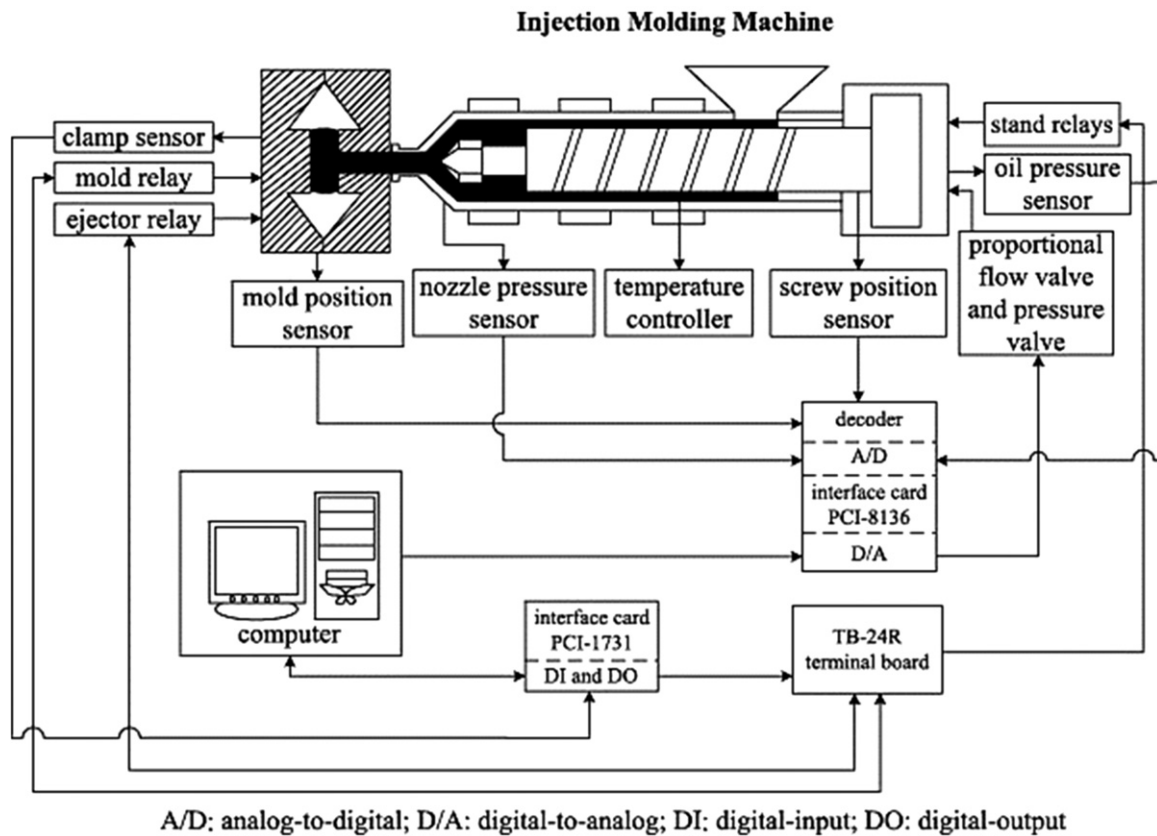 Injection Molding Machine
clamp sensor
mold relay
ejector relay
stand relays
oil pressure
sensor
mold position
sensor
nozzle pressure
sensor
temperature
controller
screw position
sensor
proportional
flow valve
and pressure
valve
decoder
A/D
interface card
PCI-8136
D/A
computer
interface card
PCI-1731
DI and DO
TB-24R
terminal board
A/D: analog-to-digital; D/A: digital-to-analog; DI: digital-input; DO: digital-output